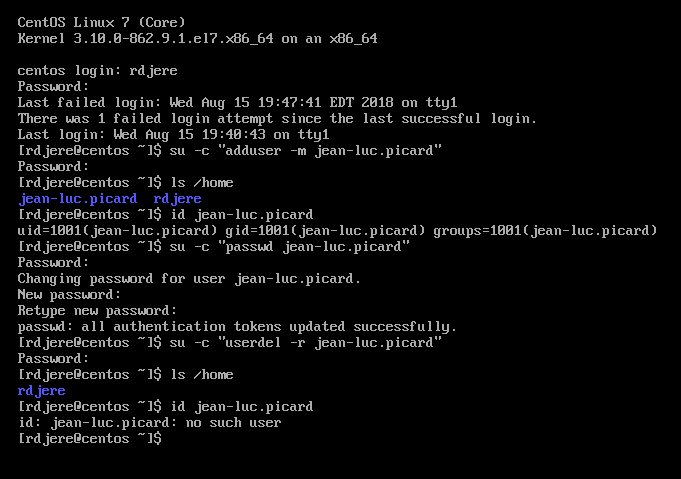 CentOS Linux 7 (Core)
Kernel 3.10.0-862.9.1.el7.x86_64 on an x86_64
centos login: rdjere
Password:
Last failed login: Wed Aug 15 19:47:41 EDT 2018 on tty1
There was 1 failed login attempt since the last successful login.
Last login: Wed Aug 15 19:40:43 on tty1
[rdjere@centos ~]$ su -c "adduser -m jean-luc.picard"
Password:
[rdjere@centos ~]$ ls /home
jean-luc.picard  rdjere
[rdjere@centos ~]$ id jean-luc.picard
uid=1001(jean-luc.picard) gid=1001(jean-luc.picard) groups=1001(jean-luc.picard)
[rdjere@centos ~]$ su -c "passwd jean-luc.picard"
Password:
Changing password for user jean-luc.picard.
New password:
Retype new password:
passwd: all authentication tokens updated successfully.
[rdjere@centos ~]$ su -c "userdel -r jean-luc.picard"
Password:
[rdjere@centos ~]$ ls /home
rdjere
[rdjere@centos ~]$ id jean-luc.picard
id: jean-luc.picard: no such user
[rdjere@centos ~]$